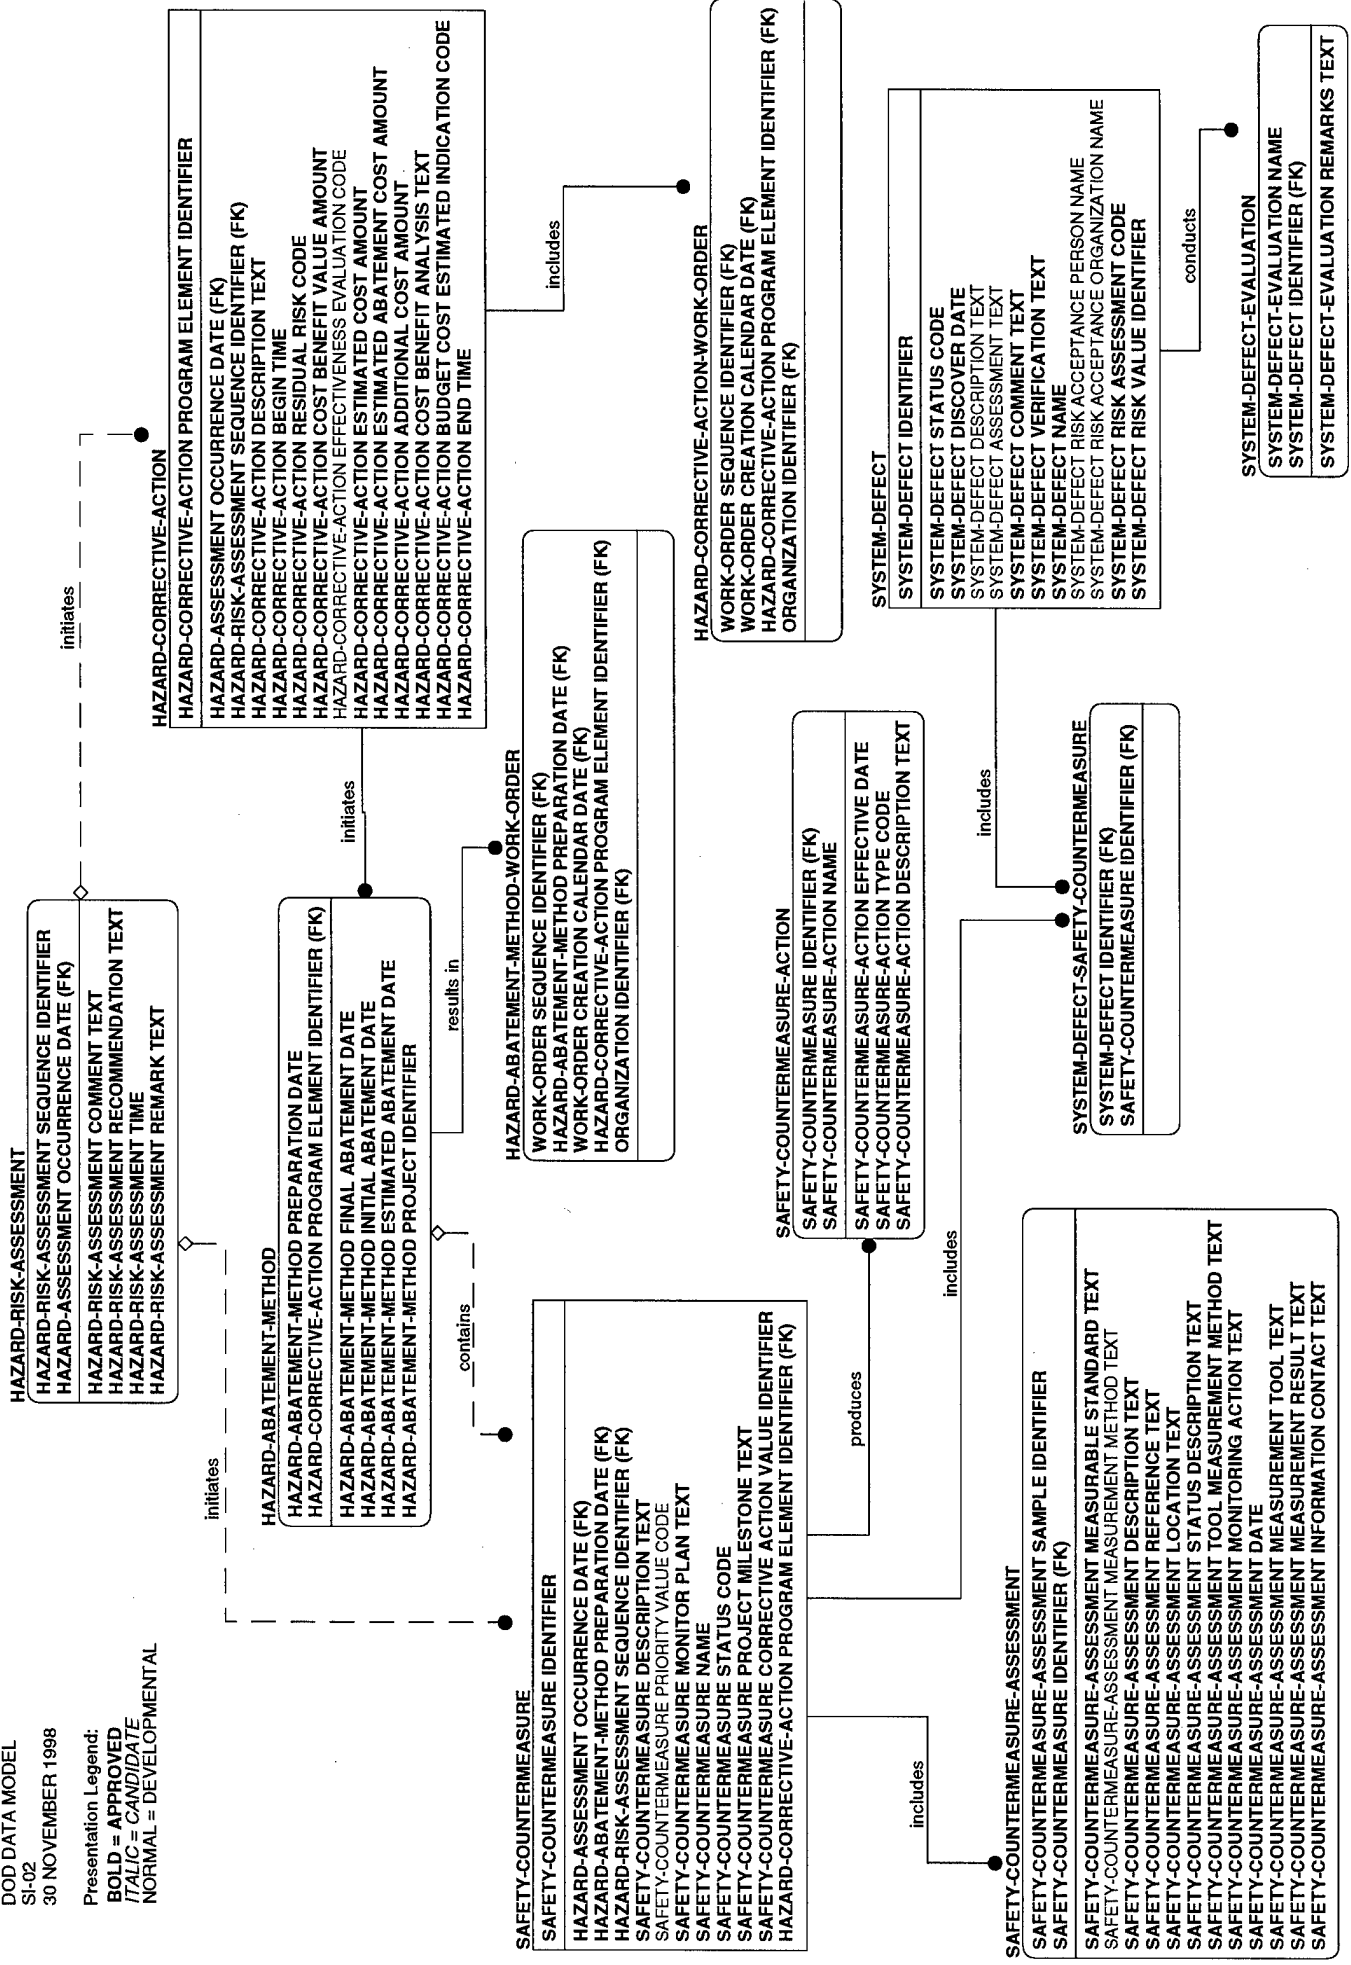 DOD DATA MODEL
SI-02
30 NOVEMBER 1998
Presentation Legend:
BOLD = APPROVED
ITALIC = CANDIDATE
NORMAL = DEVELOPMENTAL
HAZARD-RISK-ASSESSMENT
HAZARD-RISK-ASSESSMENT SEQUENCE IDENTIFIER
HAZARD-ASSESSMENT OCCURRENCE DATE (FK)
HAZARD-RISK-ASSESSMENT COMMENT TEXT
HAZARD-RISK-ASSESSMENT RECOMMENDATION TEXT
HAZARD-RISK-ASSESSMENT TIME
HAZARD-RISK-ASSESSMENT REMARK TEXT
initiates
initiates
HAZARD-CORRECTIVE-ACTION
HAZARD-CORRECTIVE-ACTION PROGRAM ELEMENT IDENTIFIER
HAZARD-ASSESSMENT OCCURRENCE DATE (FK)
HAZARD-RISK-ASSESSMENT SEQUENCE IDENTIFIER (FK)
HAZARD-CORRECTIVE-ACTION DESCRIPTION TEXT
HAZARD-CORRECTIVE-ACTION BEGIN TIME
HAZARD-CORRECTIVE-ACTION RESIDUAL RISK CODE
HAZARD-CORRECTIVE-ACTION COST BENEFIT VALUE AMOUNT
HAZARD-CORRECTIVE-ACTION EFFECTIVENESS EVALUATION CODE
HAZARD-CORRECTIVE-ACTION ESTIMATED COST AMOUNT
HAZARD-CORRECTIVE-ACTION ESTIMATED ABATEMENT COST AMOUNT
HAZARD-CORRECTIVE-ACTION ADDITIONAL COST AMOUNT
HAZARD-CORRECTIVE-ACTION COST BENEFIT ANALYSIS TEXT
HAZARD-CORRECTIVE-ACTION BUDGET COST ESTIMATED INDICATION CODE
HAZARD-CORRECTIVE-ACTION END TIME
initiates
includes
HAZARD-ABATEMENT-METHOD
HAZARD-ABATEMENT-METHOD PREPARATION DATE
HAZARD-CORRECTIVE-ACTION PROGRAM ELEMENT IDENTIFIER (FK)
HAZARD-ABATEMENT-METHOD FINAL ABATEMENT DATE
HAZARD-ABATEMENT-METHOD INITIAL ABATEMENT DATE
HAZARD-ABATEMENT-METHOD ESTIMATED ABATEMENT DATE
HAZARD-ABATEMENT-METHOD PROJECT IDENTIFIER
contains
results in
HAZARD-ABATEMENT-METHOD-WORK-ORDER
WORK-ORDER SEQUENCE IDENTIFIER (FK)
HAZARD-ABATEMENT-METHOD PREPARATION DATE (FK)
WORK-ORDER CREATION CALENDAR DATE (FK)
HAZARD-CORRECTIVE-ACTION PROGRAM ELEMENT IDENTIFIER (FK)
ORGANIZATION IDENTIFIER (FK)
HAZARD-CORRECTIVE-ACTION-WORK-ORDER
WORK-ORDER SEQUENCE IDENTIFIER (FK)
WORK-ORDER CREATION CALENDAR DATE (FK)
HAZARD-CORRECTIVE-ACTION PROGRAM ELEMENT IDENTIFIER (FK)
ORGANIZATION IDENTIFIER (FK)
SAFETY-COUNTERMEASURE
SAFETY-COUNTERMEASURE IDENTIFIER
HAZARD-ASSESSMENT OCCURRENCE DATE (FK)
HAZARD-ABATEMENT-METHOD PREPARATION DATE (FK)
HAZARD-RISK-ASSESSMENT SEQUENCE IDENTIFIER (FK)
SAFETY-COUNTERMEASURE DESCRIPTION TEXT
SAFETY-COUNTERMEASURE PRIORITY VALUE CODE
SAFETY-COUNTERMEASURE MONITOR PLAN TEXT
SAFETY-COUNTERMEASURE NAME
SAFETY-COUNTERMEASURE STATUS CODE
SAFETY-COUNTERMEASURE PROJECT MILESTONE TEXT
SAFETY-COUNTERMEASURE CORRECTIVE ACTION VALUE IDENTIFIER
HAZARD-CORRECTIVE-ACTION PROGRAM ELEMENT IDENTIFIER (FK)
produces
includes
includes
SAFETY-COUNTERMEASURE-ACTION
SAFETY-COUNTERMEASURE IDENTIFIER (FK)
SAFETY-COUNTERMEASURE-ACTION NAME
SAFETY-COUNTERMEASURE-ACTION EFFECTIVE DATE
SAFETY-COUNTERMEASURE-ACTION TYPE CODE
SAFETY-COUNTERMEASURE-ACTION DESCRIPTION TEXT
SYSTEM-DEFECT
SYSTEM-DEFECT IDENTIFIER
SYSTEM-DEFECT STATUS CODE
SYSTEM-DEFECT DISCOVER DATE
SYSTEM-DEFECT DESCRIPTION TEXT
SYSTEM-DEFECT ASSESSMENT TEXT
SYSTEM-DEFECT COMMENT TEXT
SYSTEM-DEFECT VERIFICATION TEXT
SYSTEM-DEFECT NAME
SYSTEM-DEFECT RISK ACCEPTANCE PERSON NAME
SYSTEM-DEFECT RISK ACCEPTANCE ORGANIZATION NAME
SYSTEM-DEFECT RISK ASSESSMENT CODE
SYSTEM-DEFECT RISK VALUE IDENTIFIER
includes
conducts
SAFETY-COUNTERMEASURE-ASSESSMENT
SAFETY-COUNTERMEASURE-ASSESSMENT SAMPLE IDENTIFIER
SAFETY-COUNTERMEASURE IDENTIFIER (FK)
SAFETY-COUNTERMEASURE-ASSESSMENT MEASURABLE STANDARD TEXT
SAFETY-COUNTERMEASURE-ASSESSMENT MEASUREMENT METHOD TEXT
SAFETY-COUNTERMEASURE-ASSESSMENT DESCRIPTION TEXT
SAFETY-COUNTERMEASURE-ASSESSMENT REFERENCE TEXT
SAFETY-COUNTERMEASURE-ASSESSMENT LOCATION TEXT
SAFETY-COUNTERMEASURE-ASSESSMENT STATUS DESCRIPTION TEXT
SAFETY-COUNTERMEASURE-ASSESSMENT TOOL MEASUREMENT METHOD TEXT
SAFETY-COUNTERMEASURE-ASSESSMENT MONITORING ACTION TEXT
SAFETY-COUNTERMEASURE-ASSESSMENT DATE
SAFETY-COUNTERMEASURE-ASSESSMENT MEASUREMENT TOOL TEXT
SAFETY-COUNTERMEASURE-ASSESSMENT MEASUREMENT RESULT TEXT
SAFETY-COUNTERMEASURE-ASSESSMENT INFORMATION CONTACT TEXT
SYSTEM-DEFECT-SAFETY-COUNTERMEASURE
SYSTEM-DEFECT IDENTIFIER (FK)
SAFETY-COUNTERMEASURE IDENTIFIER (FK)
SYSTEM-DEFECT-EVALUATION
SYSTEM-DEFECT-EVALUATION NAME
SYSTEM-DEFECT IDENTIFIER (FK)
SYSTEM-DEFECT-EVALUATION REMARKS TEXT